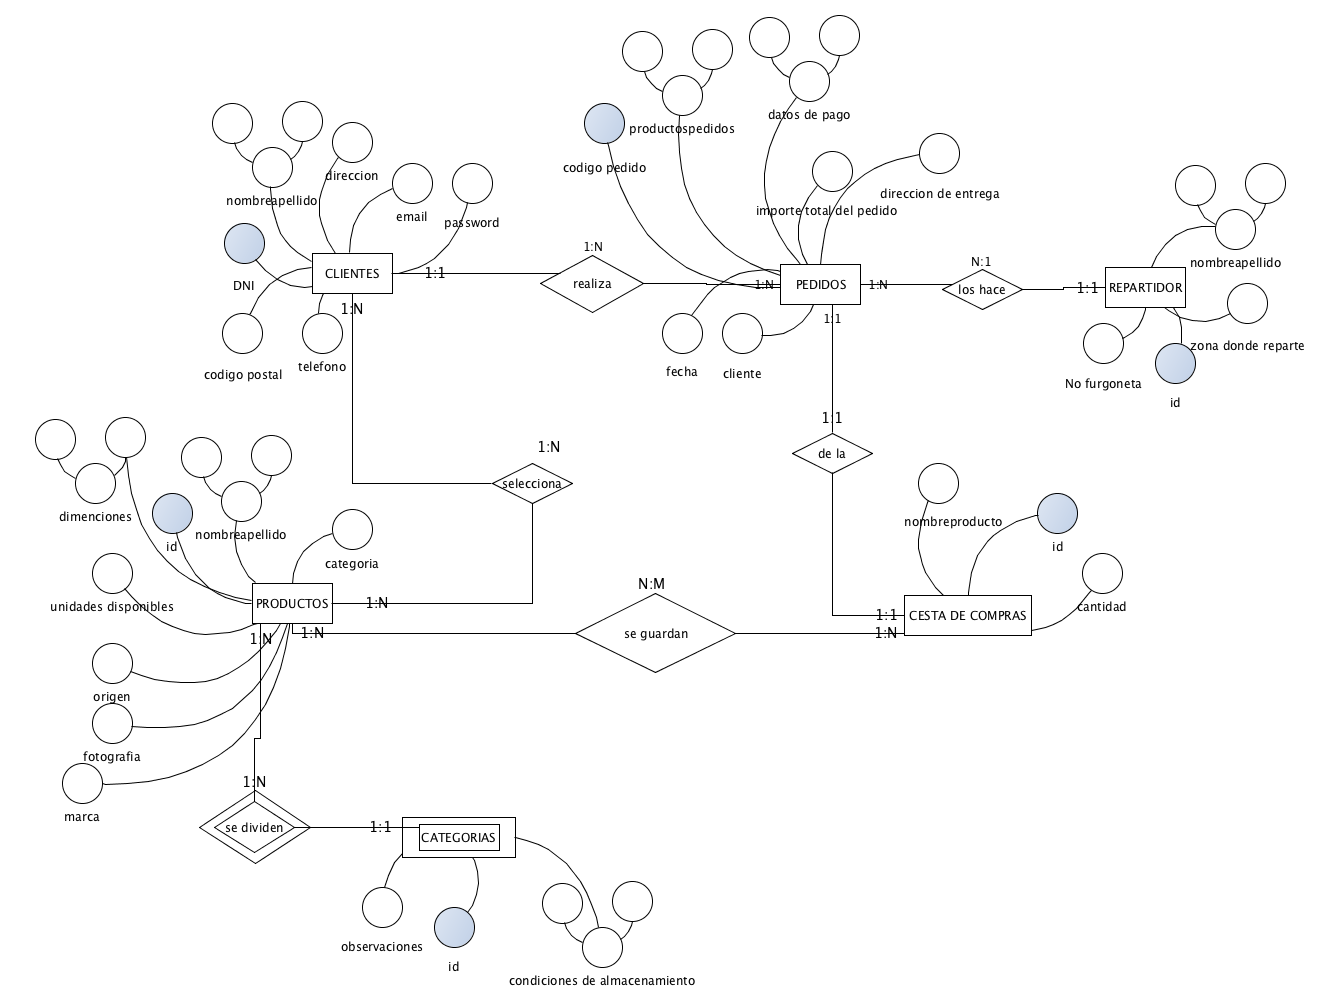 productospedidos
datos de pago
codigo pedido
direccion
nombreapellido
email
password
importe total del pedido
direccion de entrega
1:N
N:1
nombreapellido
CLIENTES
1:1
DNI
realiza
1:N
PEDIDOS
1:N
los hace
1:1
REPARTIDOR
1:N
1:1
codigo postal
telefono
fecha
cliente
zona donde reparte
No furgoneta
id
1:1
1:N
de la
selecciona
dimenciones
id
nombreapellido
categoria
nombreproducto
id
unidades disponibles
PRODUCTOS
1:N
N:M
cantidad
1:1
CESTA DE COMPRAS
1:N
1:N
se guardan
1:N
origen
fotografia
marca
1:N
se dividen
1:1
CATEGORIAS
observaciones
id
condiciones de almacenamiento